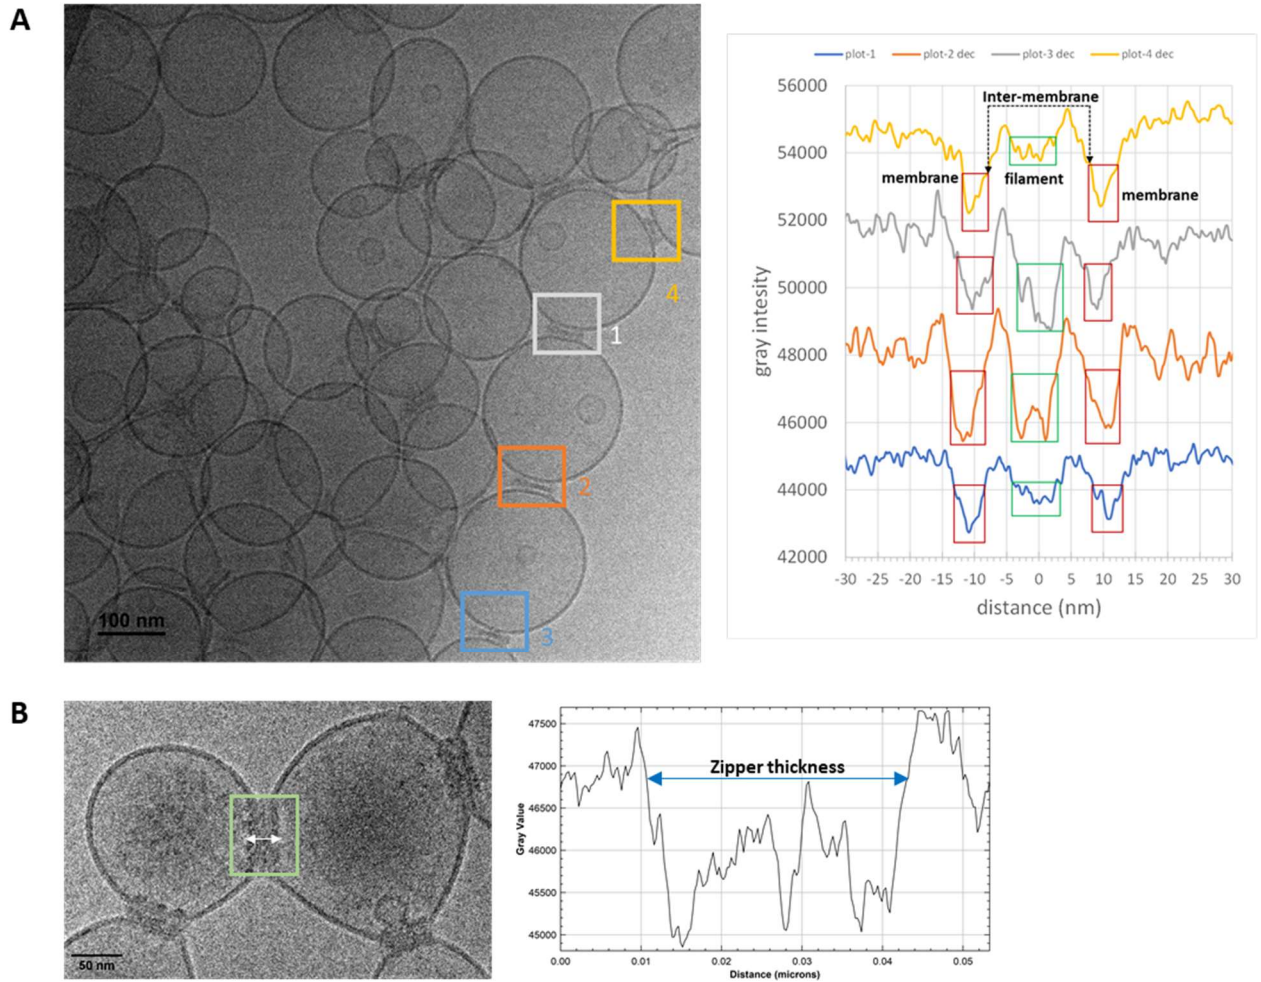 A
4
1
2
3
100 nm
plot-1 plot-2 dec plot-3 dec plot-4 dec
56000
54000
52000
50000
48000
46000
44000
42000
gray intesity
Inter-membrane
membrane
filament
membrane
-30 -25 -20 -15 -10 -5 0 5 10 15 20 25 30
distance (nm)
B
50 nm
47500
47000
46500
46000
45500
45000
Gray Value
Zipper thickness
0.00 0.01 0.02 0.03 0.04 0.05
Distance (microns)